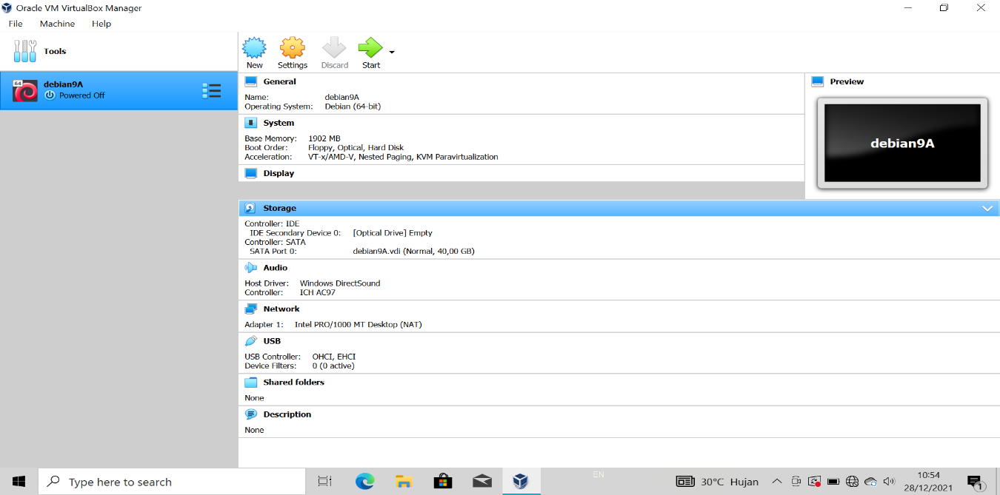 Oracle VM VirtualBox Manager
File Machine Help
Tools
64
debian9A
Powered Off
New
Settings
Discard
Start
General
Name: debian9A
Operating System: Debian (64-bit)
System
Base Memory: 1902 MB
Boot Order: Floppy, Optical, Hard Disk
Acceleration: VT-x/AMD-V, Nested Paging, KVM Paravirtualization
Display
Preview
debian9A
Storage
Controller: IDE
IDE Secondary Device 0: [Optical Drive] Empty
Controller: SATA
SATA Port 0: debian9A.vdi (Normal, 40,00 GB)
Audio
Host Driver: Windows DirectSound
Controller: ICH AC97
Network
Adapter 1: Intel PRO/1000 MT Desktop (NAT)
USB
USB Controller: OHCI, EHCI
Device Filters: 0 (0 active)
Shared folders
None
Description
None
Type here to search
EN
30°C Hujan
10:54
28/12/2021
1